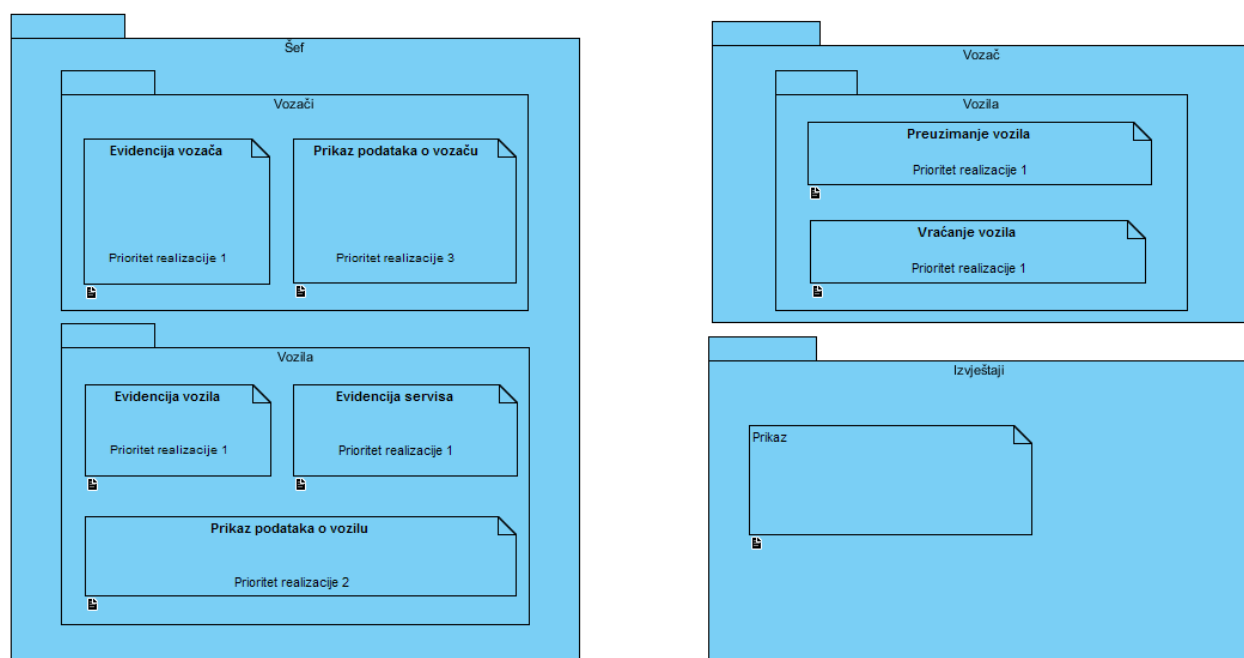 Šef
Vozači
Evidencija vozača
Prioritet realizacije 1
Prikaz podataka o vozaču
Prioritet realizacije 3
Vozila
Evidencija vozila
Prioritet realizacije 1
Evidencija servisa
Prioritet realizacije 1
Prikaz podataka o vozilu
Prioritet realizacije 2
Vozač
Vozila
Preuzimanje vozila
Prioritet realizacije 1
Vraćanje vozila
Prioritet realizacije 1
Izvještaji
Prikaz